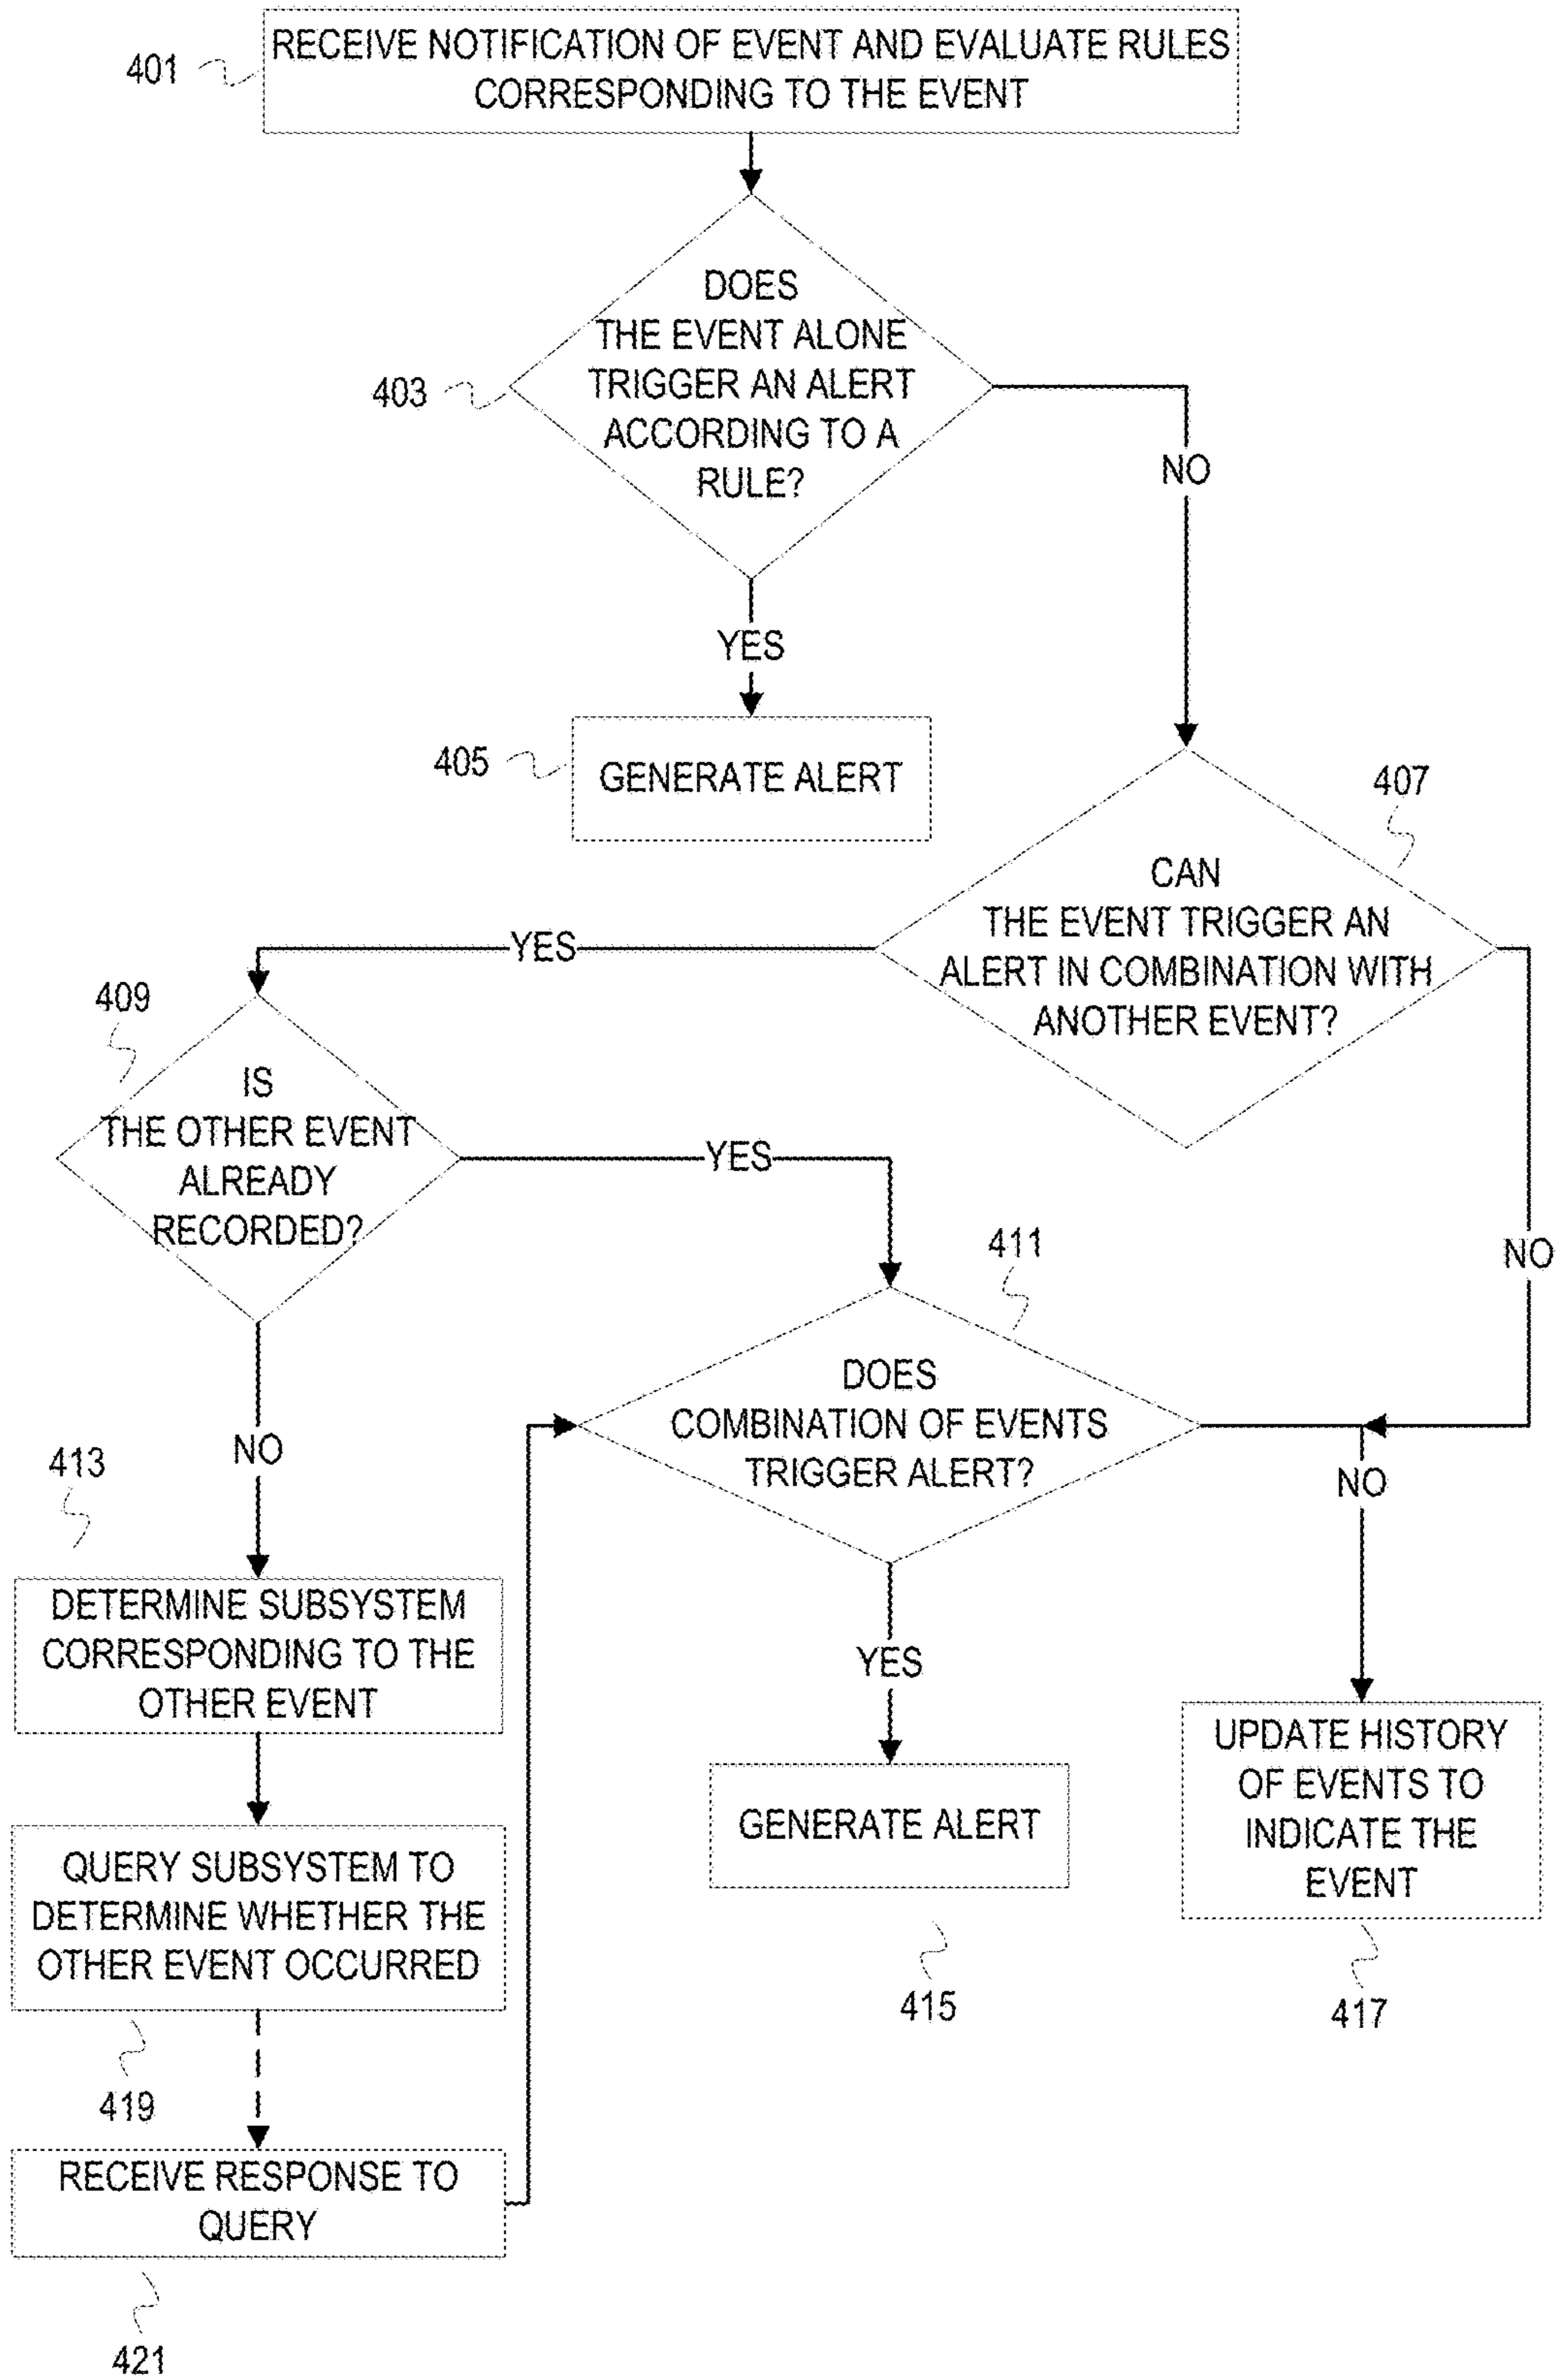 401
RECEIVE NOTIFICATION OF EVENT AND EVALUATE RULES
CORRESPONDING TO THE EVENT
403
DOES
THE EVENT ALONE
TRIGGER AN ALERT
ACCORDING TO A
RULE?
NO
YES
405
GENERATE ALERT
407
CAN
THE EVENT TRIGGER AN
ALERT IN COMBINATION WITH
ANOTHER EVENT?
YES
NO
409
IS
THE OTHER EVENT
ALREADY
RECORDED?
YES
NO
411
DOES
COMBINATION OF EVENTS
TRIGGER ALERT?
NO
YES
413
DETERMINE SUBSYSTEM
CORRESPONDING TO THE
OTHER EVENT
GENERATE ALERT
415
UPDATE HISTORY
OF EVENTS TO
INDICATE THE
EVENT
417
QUERY SUBSYSTEM TO
DETERMINE WHETHER THE
OTHER EVENT OCCURRED
419
RECEIVE RESPONSE TO
QUERY
421